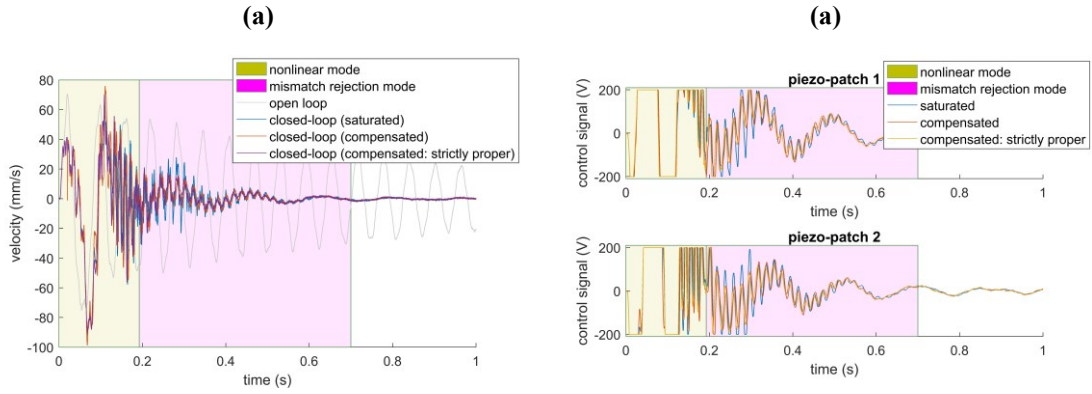 (a)
nonlinear mode
mismatch rejection mode
open loop
closed-loop (saturated)
closed-loop (compensated)
closed-loop (compensated: strictly proper)
80
60
40
20
0
-20
-40
-60
-80
-100
velocity (mm/s)
0 0.2 0.4 0.6 0.8 1
time (s)
(a)
piezo-patch 1
nonlinear mode
mismatch rejection mode
saturated
compensated
compensated: strictly proper
200
0
-200
control signal (V)
0 0.2 0.4 0.6 0.8 1
time (s)
piezo-patch 2
200
0
-200
control signal (V)
0 0.2 0.4 0.6 0.8 1
time (s)